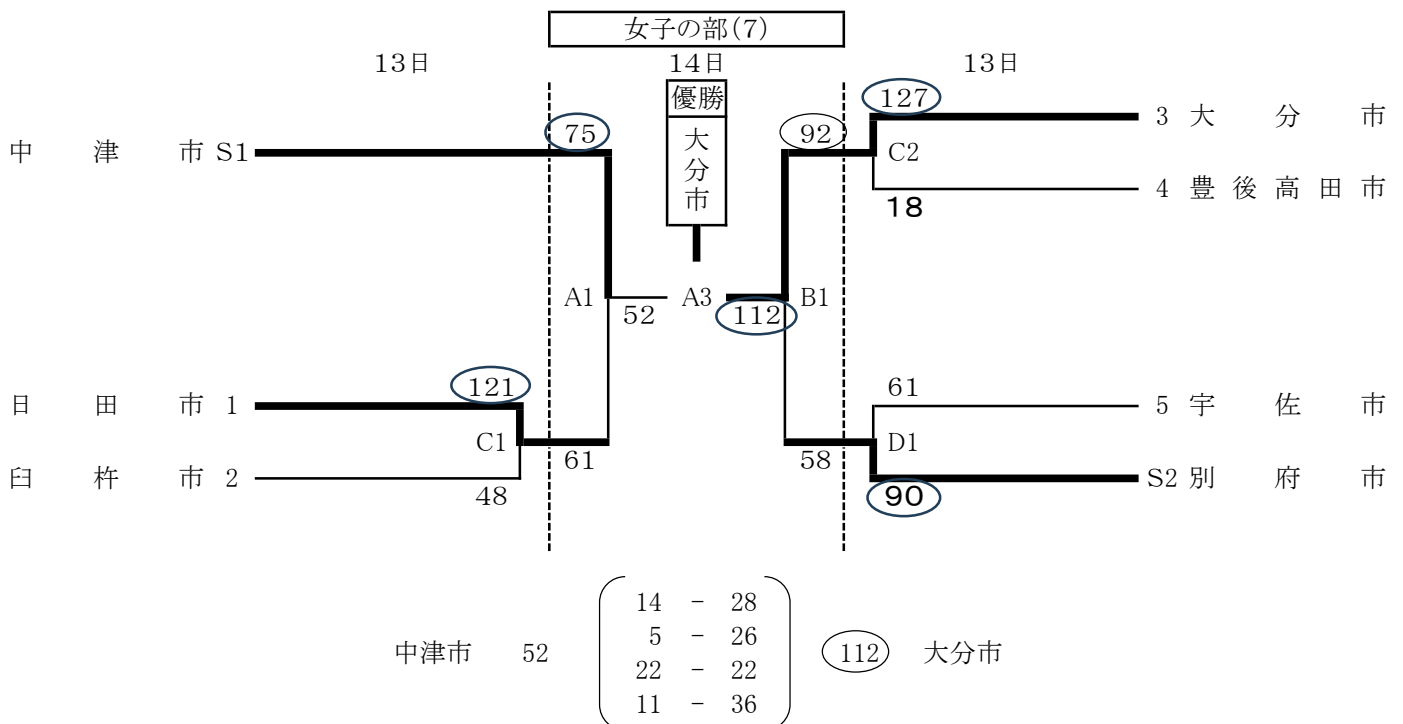 女子の部(7)
13日
14日
13日
優勝
大分市
127
75
92
3 大分市
中津市 S1
C2
4 豊後高田市
18
A1
A3
B1
52
112
121
61
日田市 1
5 宇佐市
C1
D1
61
58
臼杵市 2
S2 別府市
48
90
14 - 28
5 - 26
中津市 52
112 大分市
22 - 22
11 - 36